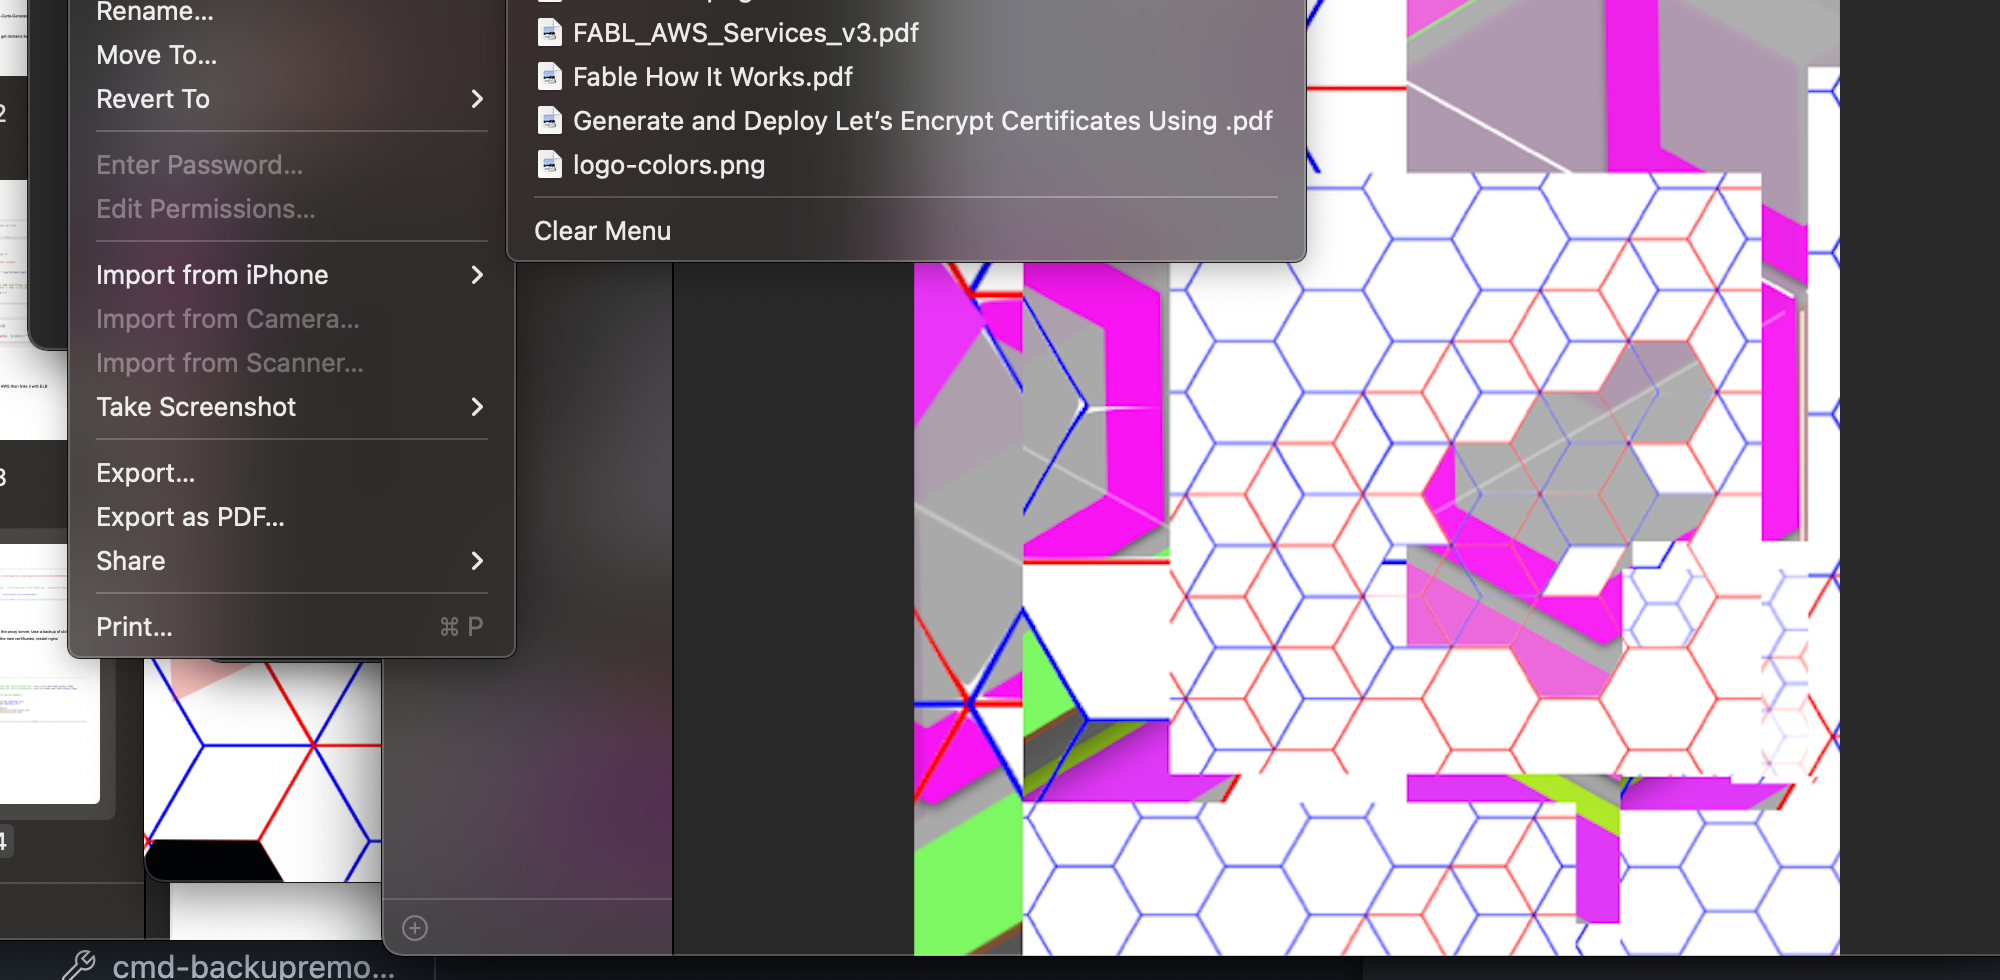 Rename...
Move To...
Revert To
Enter Password...
Edit Permissions...
Import from iPhone
Import from Camera...
Import from Scanner...
Take Screenshot
Export...
Export as PDF...
Share
Print... ⌘ P
FABL_AWS_Services_v3.pdf
Fable How It Works.pdf
Generate and Deploy Let’s Encrypt Certificates Using .pdf
logo-colors.png
Clear Menu
2
3
4
cmd-backupremo...